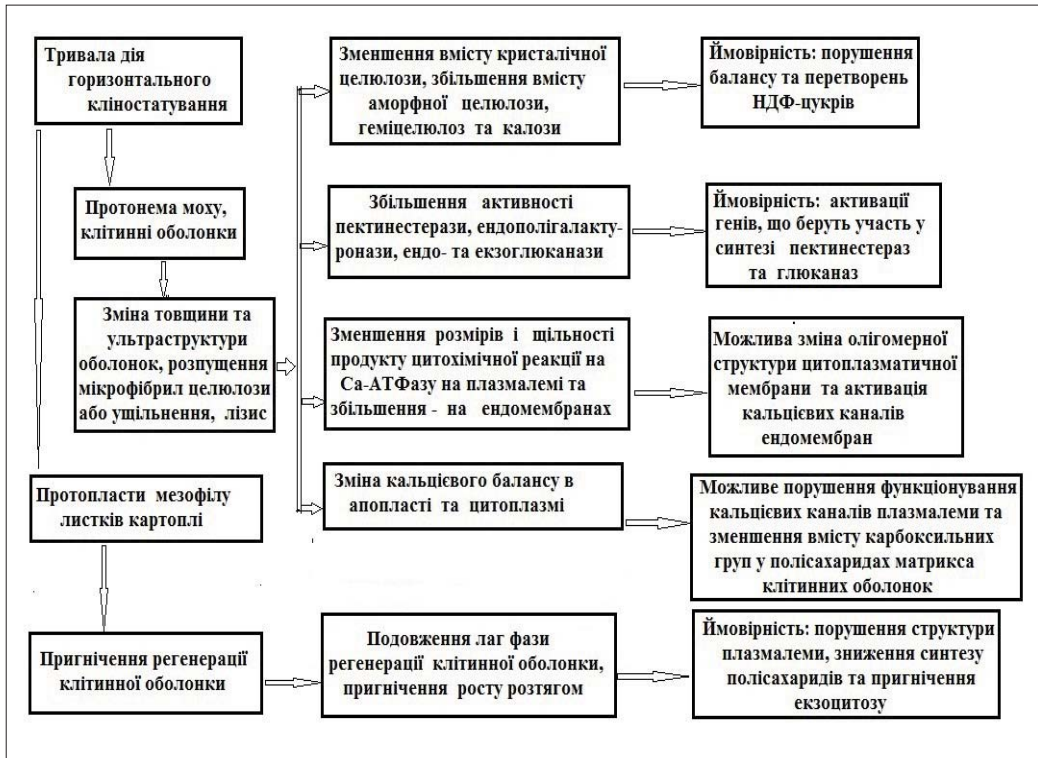 Тривала дія
горизонтального
кліностатування
Зменшення вмісту кристалічної
целюлози, збільшення вмісту
аморфної целюлози,
геміцелюлоз та калози
Ймовірність: порушення
балансу та перетворень
НДФ-цукрів
Протонема моху,
клітинні оболонки
Збільшення активності
пектинестерази, ендополігалакту-
ронази, ендо- та екзоглюканази
Ймовірність: активації
генів, що беруть участь у
синтезі пектинестераз
та глюканаз
Зміна товщини та
ультраструктури
оболонок, розпущення
мікрофібрил целюлози
або ущільнення, лізис
Зменшення розмірів і щільності
продукту цитохімічної реакції на
Са-АТФазу на плазмалемі та
збільшення - на ендомембранах
Можлива зміна олігомерної
структури цитоплазматичної
мембрани та активація
кальцієвих каналів
ендомембран
Протопласти мезофілу
листків картоплі
Зміна кальцієвого балансу в
апопласті та цитоплазмі
Можливе порушення функціонування
кальцієвих каналів плазмалеми та
зменшення вмісту карбоксильних
груп у полісахаридах матрикса
клітинних оболонок
Пригнічення регенерації
клітинної оболонки
Подовження лаг фази
регенерації клітинної оболонки,
пригнічення росту розтягом
Ймовірність: порушення структури
плазмалеми, зниження синтезу
полісахаридів та пригнічення
екзоцитозу